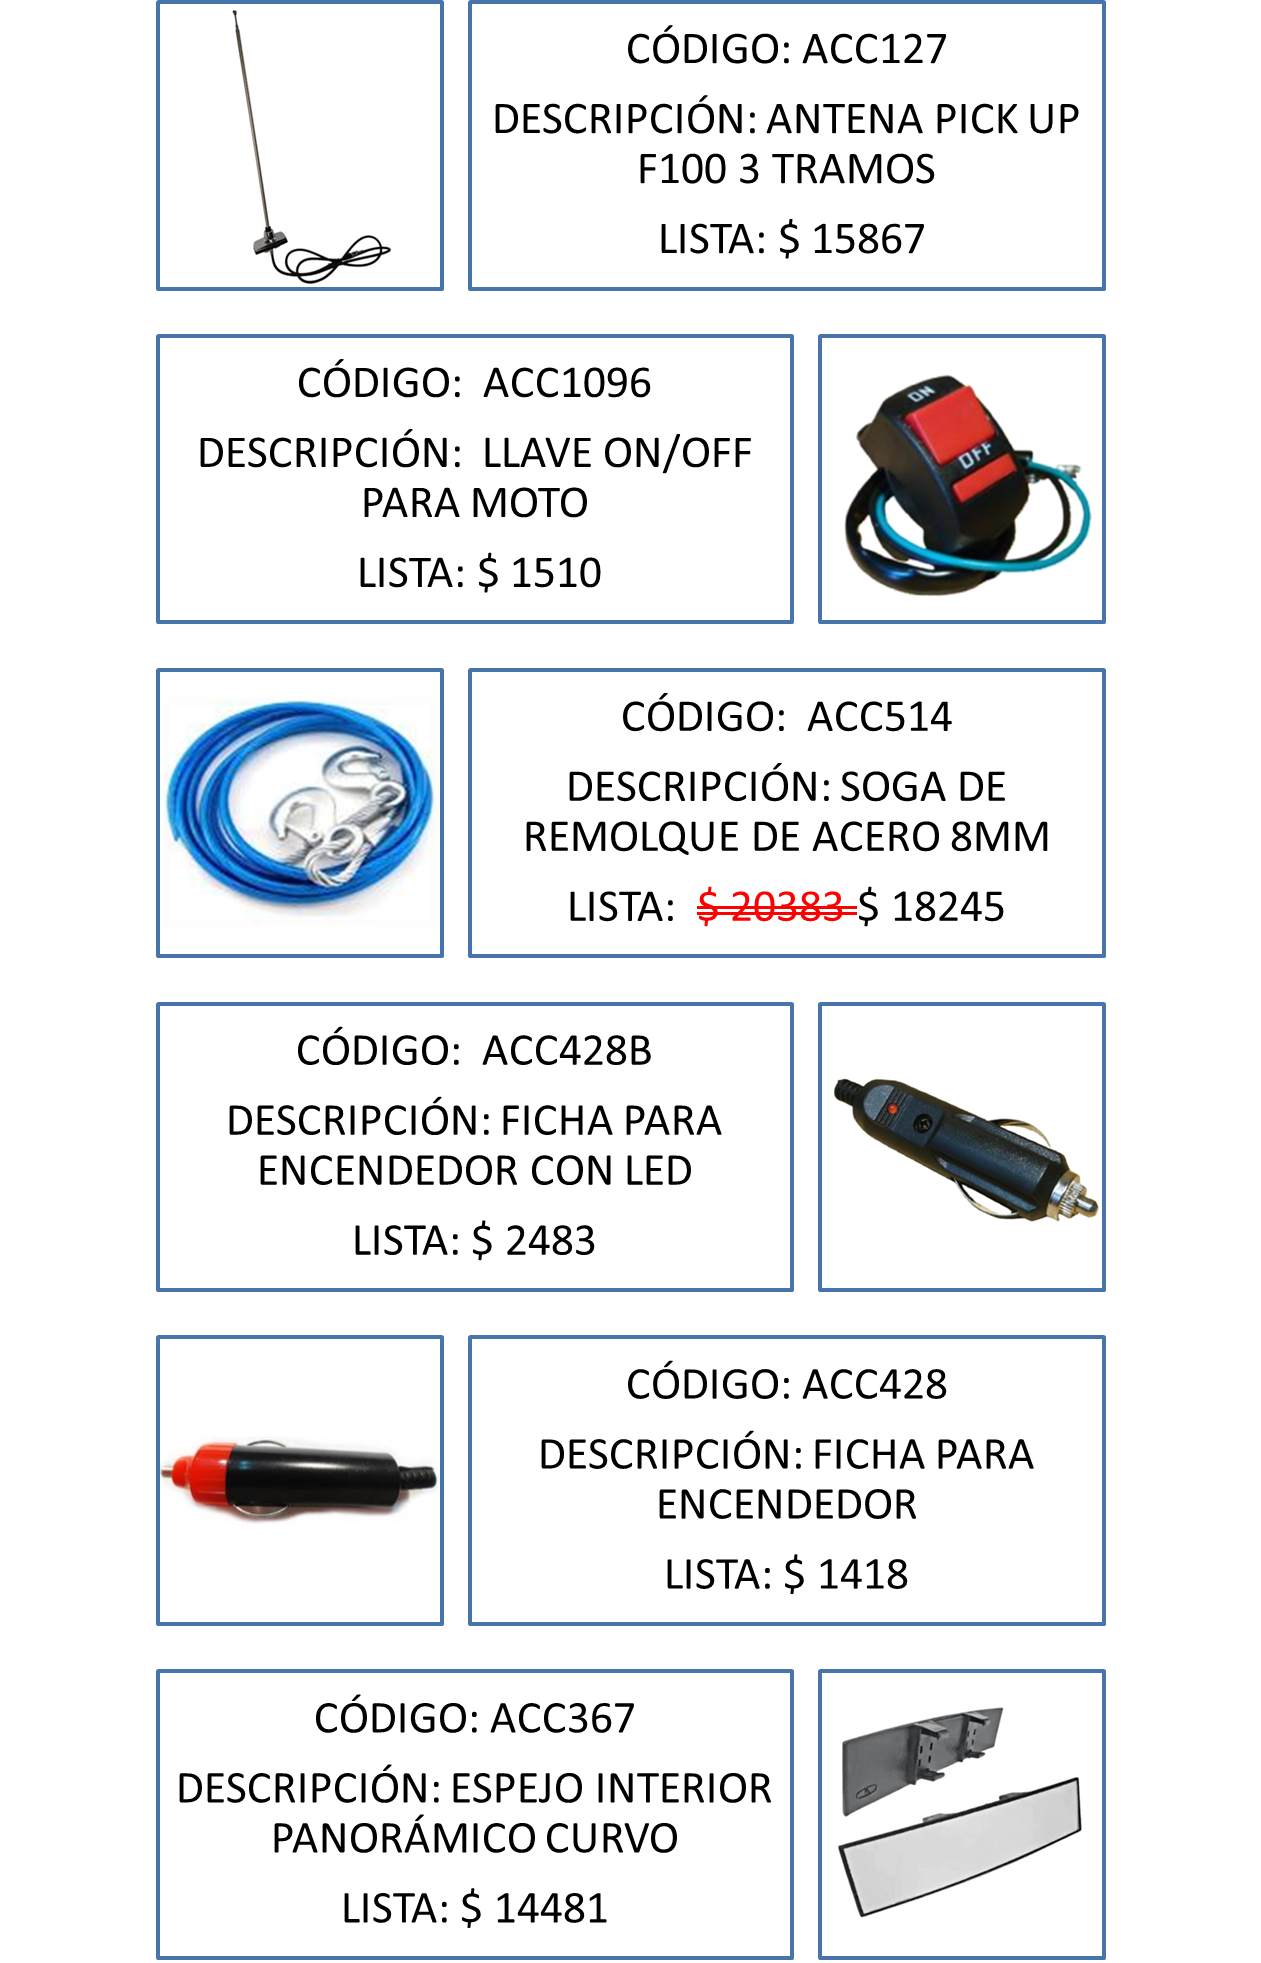 CÓDIGO: ACC127
DESCRIPCIÓN: ANTENA PICK UP
F100 3 TRAMOS
LISTA: $ 15867
CÓDIGO: ACC1096
DESCRIPCIÓN: LLAVE ON/OFF
PARA MOTO
LISTA: $ 1510
ON
OFF
CÓDIGO: ACC514
DESCRIPCIÓN: SOGA DE
REMOLQUE DE ACERO 8MM
LISTA: $ 20383 $ 18245
CÓDIGO: ACC428B
DESCRIPCIÓN: FICHA PARA
ENCENDEDOR CON LED
LISTA: $ 2483
CÓDIGO: ACC428
DESCRIPCIÓN: FICHA PARA
ENCENDEDOR
LISTA: $ 1418
CÓDIGO: ACC367
DESCRIPCIÓN: ESPEJO INTERIOR
PANORÁMICO CURVO
LISTA: $ 14481